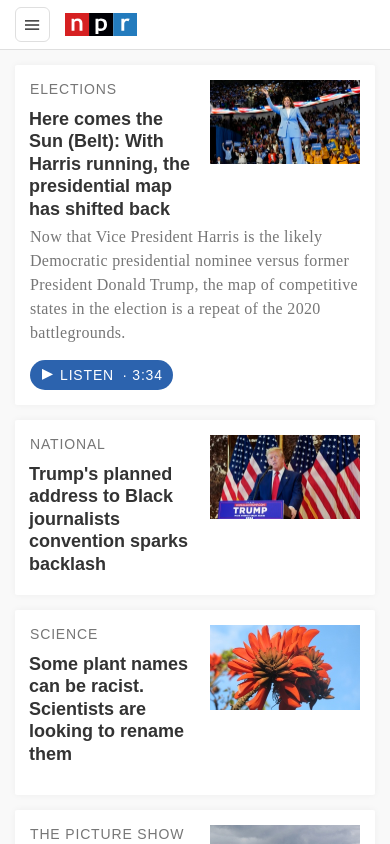 npr
ELECTIONS
Here comes the
Sun (Belt): With
Harris running, the
presidential map
has shifted back
Now that Vice President Harris is the likely
Democratic presidential nominee versus former
President Donald Trump, the map of competitive
states in the election is a repeat of the 2020
battlegrounds.
LISTEN · 3:34
NATIONAL
Trump's planned
address to Black
journalists
convention sparks
backlash
TRUMP
SCIENCE
Some plant names
can be racist.
Scientists are
looking to rename
them
THE PICTURE SHOW